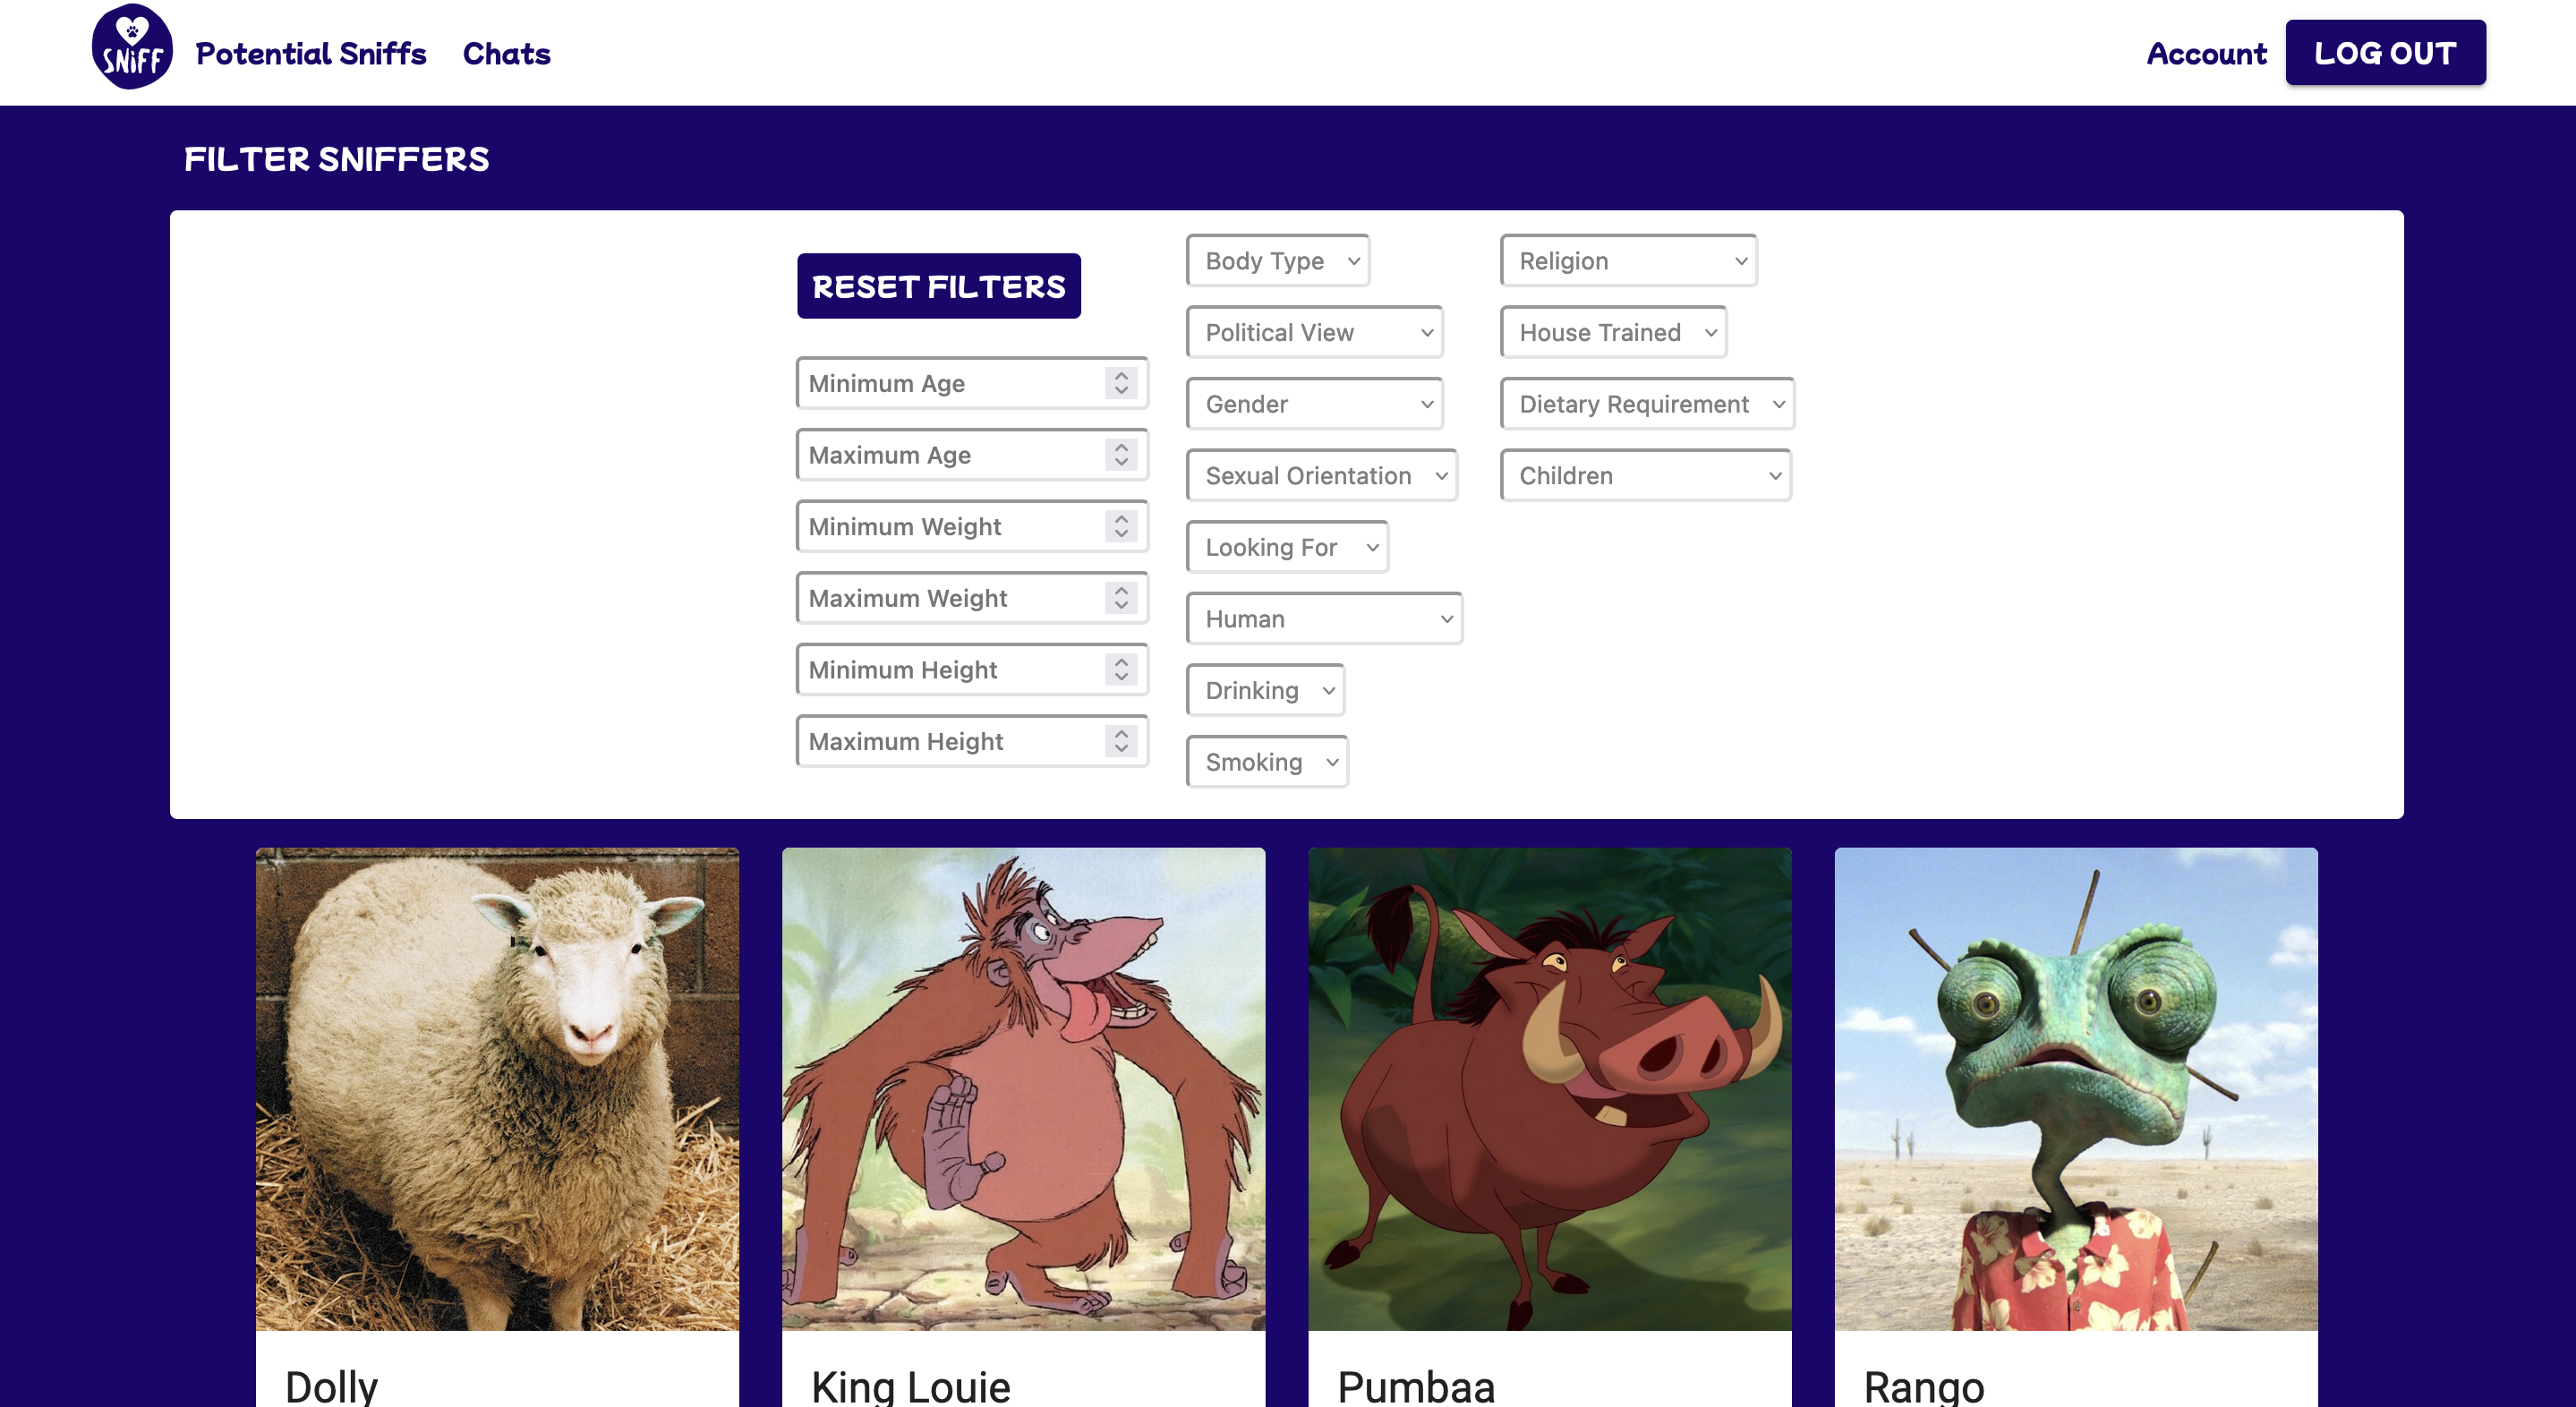 SNiFF
Potential Sniffs
Chats
Account
LOG OUT
FILTER SNIFFERS
RESET FILTERS
Minimum Age
Maximum Age
Minimum Weight
Maximum Weight
Minimum Height
Maximum Height
Body Type
Political View
Gender
Sexual Orientation
Looking For
Human
Drinking
Smoking
Religion
House Trained
Dietary Requirement
Children
Dolly
King Louie
Pumbaa
Rango